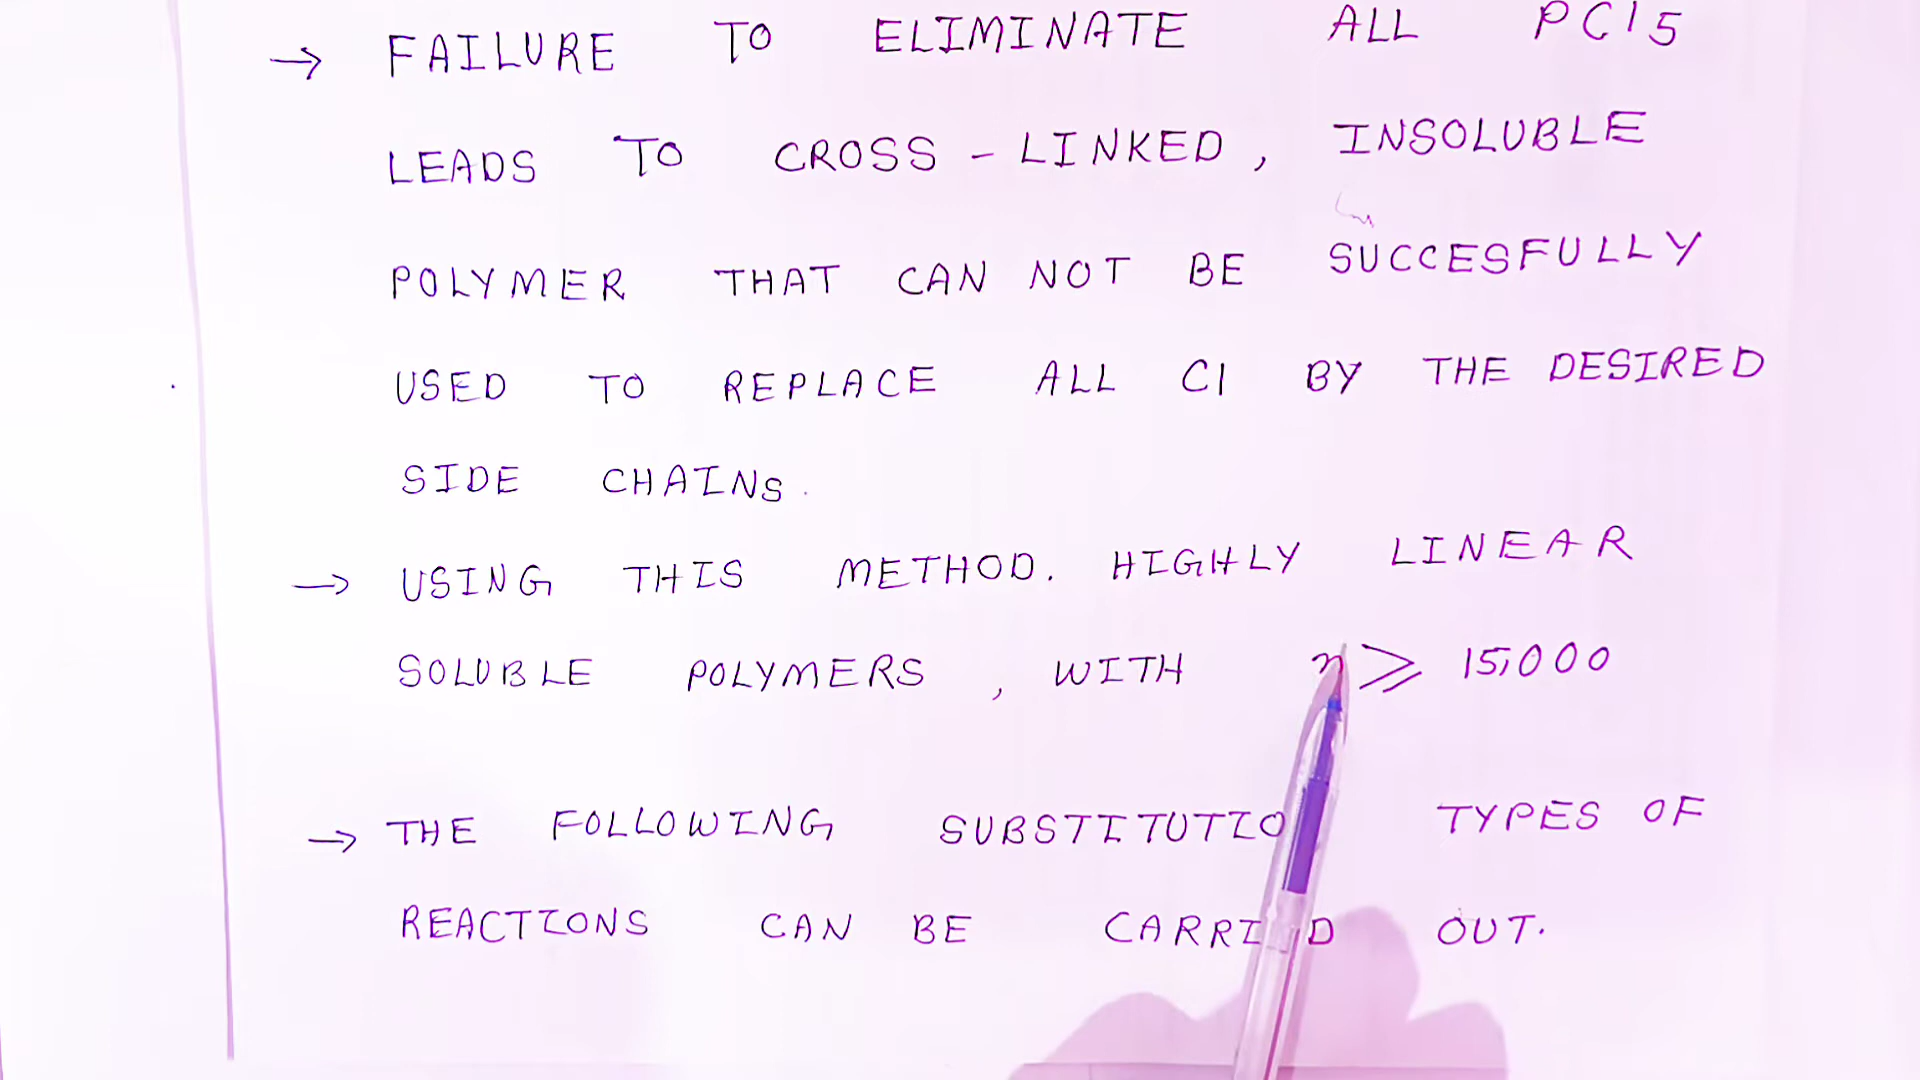 → FAILURE TO ELIMINATE ALL PCl5
LEADS TO CROSS - LINKED, INSOLUBLE
POLYMER THAT CAN NOT BE SUCCESFULLY
USED TO REPLACE ALL Cl BY THE DESIRED
SIDE CHAINS.
→ USING THIS METHOD. HIGHLY LINEAR
SOLUBLE POLYMERS, WITH n ⩾ 15,000
→ THE FOLLOWING SUBSTITUTIO TYPES OF
REACTIONS CAN BE CARRI D OUT.